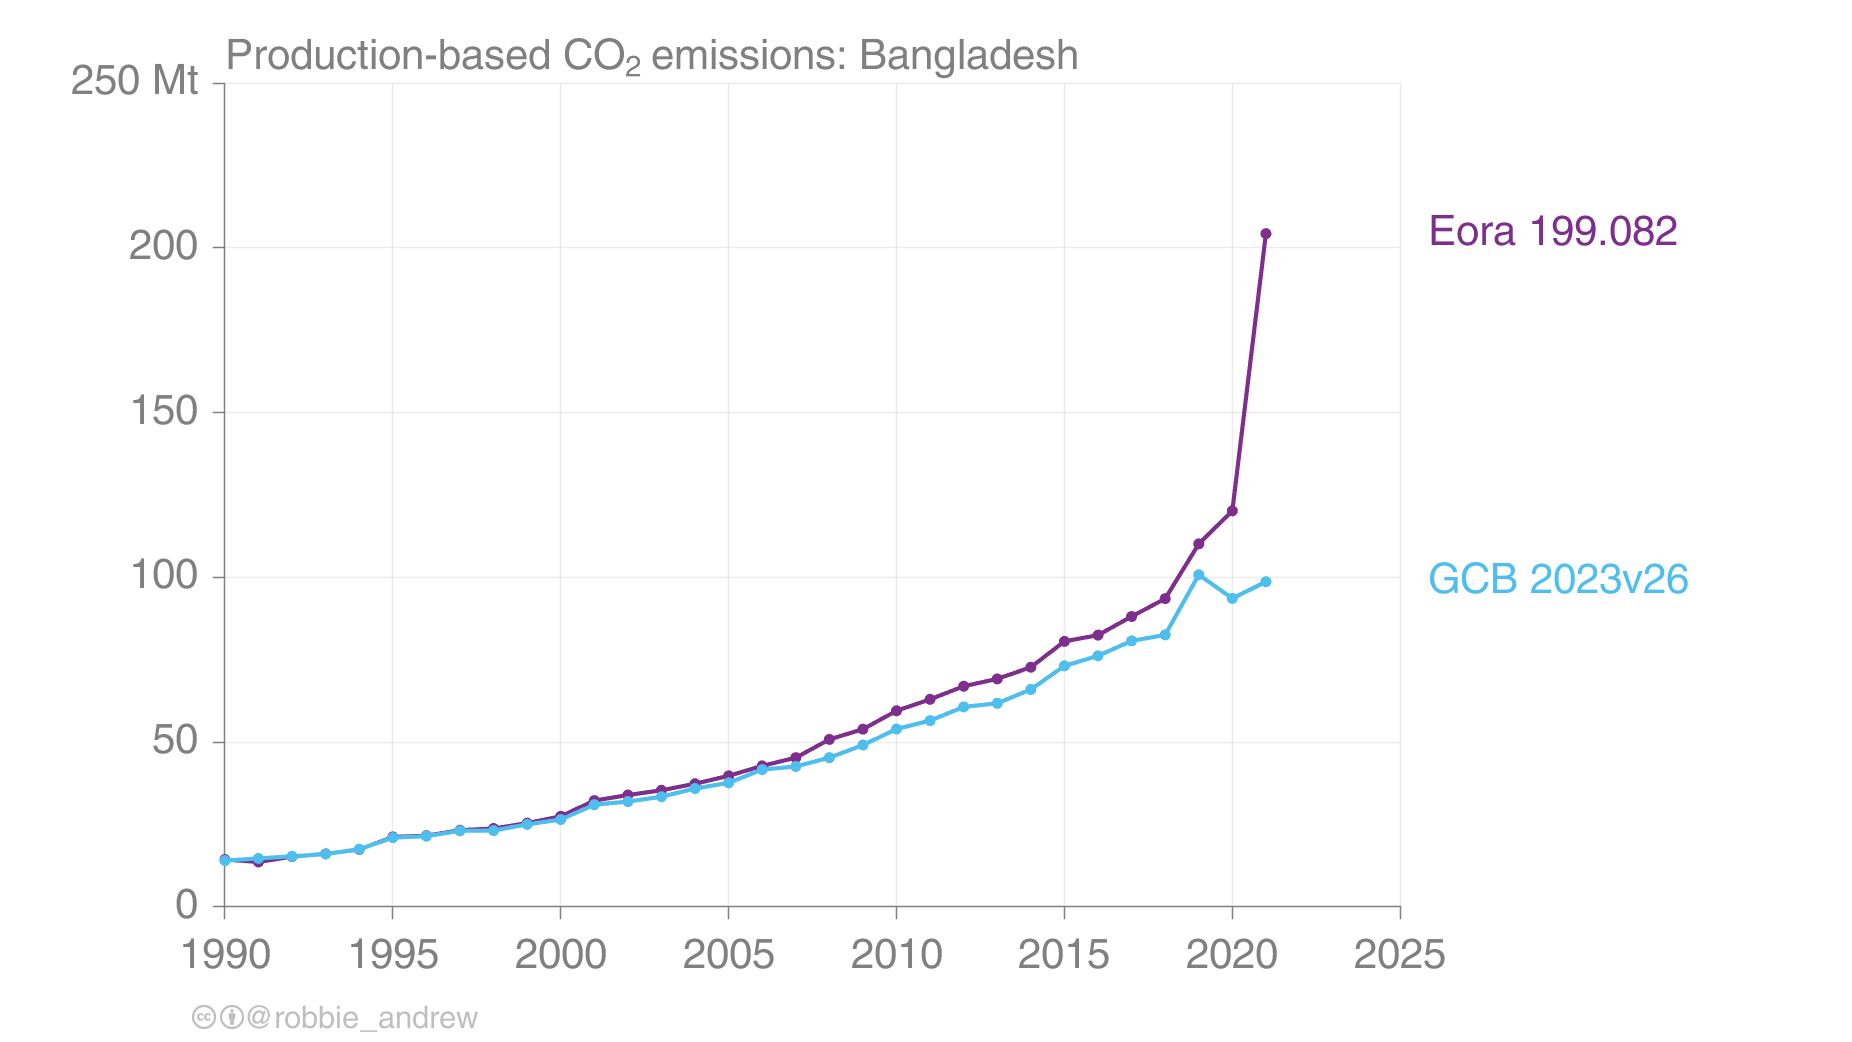 Production-based CO₂ emissions: Bangladesh
250 Mt
200
150
100
50
0
1990 1995 2000 2005 2010 2015 2020 2025
Eora 199.082
GCB 2023v26
@robbie_andrew